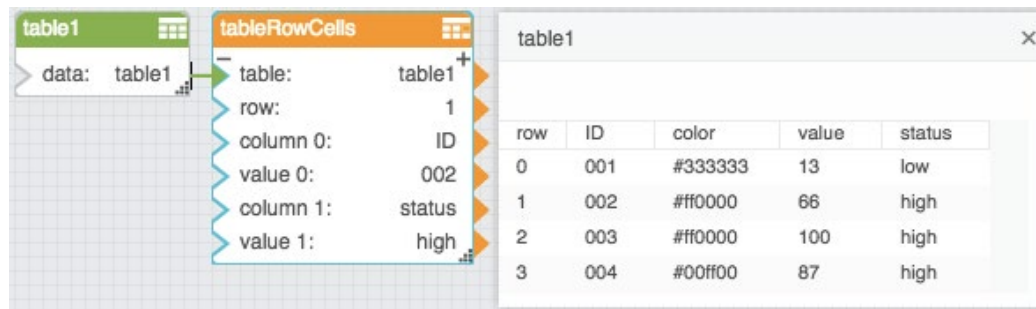 table1
data: table1
tableRowCells
− +
table: table1
row: 1
column 0: ID
value 0: 002
column 1: status
value 1: high
table1 ×
row ID color value status
0 001 #333333 13 low
1 002 #ff0000 66 high
2 003 #ff0000 100 high
3 004 #00ff00 87 high